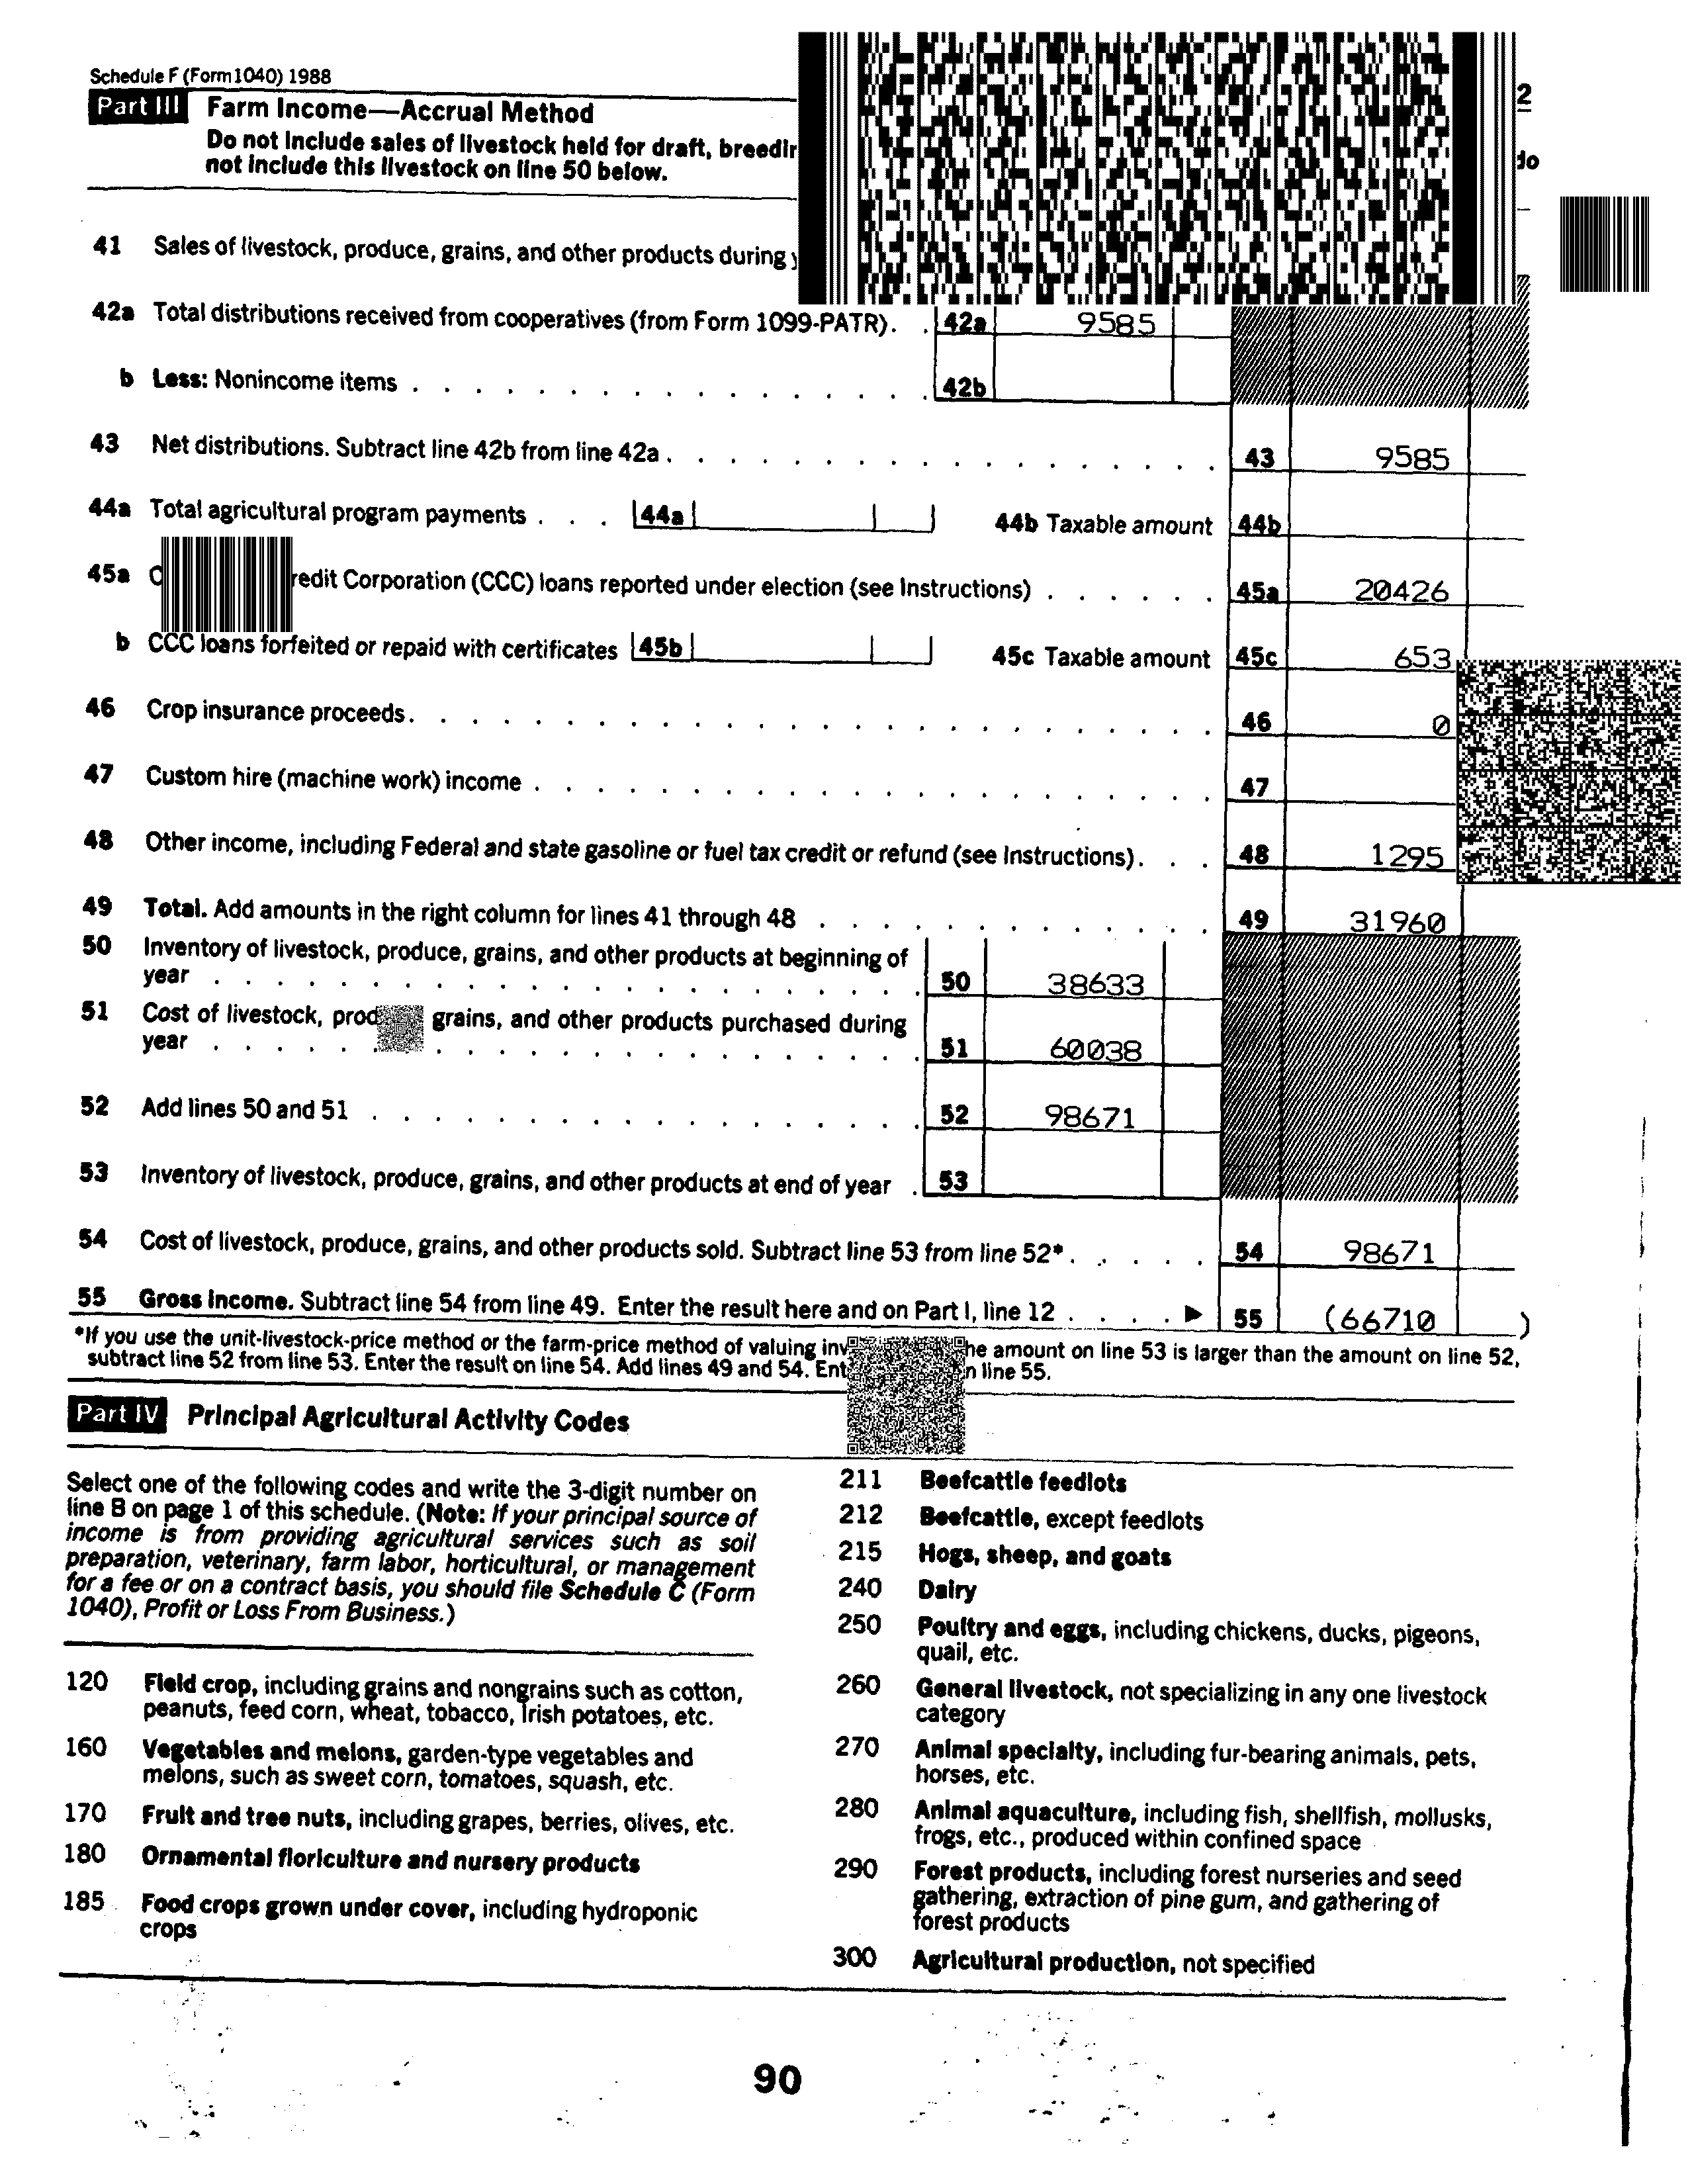 Schedule F (Form 1040) 1988
2
Part III Farm Income—Accrual Method
Do not include sales of livestock held for draft,
do
not include this livestock on line 50 below.
41 Sales of livestock, produce, grains, and other products during
42a Total distributions received from cooperatives (from Form 1099-PATR). . 42a 9585
b Less: Nonincome items . . . . . . . . . . . . . . . . . 42b
43 Net distributions. Subtract line 42b from line 42a . . . . . . . . . . . . . . . . . . 43 9585
44a Total agricultural program payments . . . 44a 44b Taxable amount 44b
45a redit Corporation (CCC) loans reported under election (see Instructions) . . . . . . 45a 20426
b CCC loans forfeited or repaid with certificates 45b 45c Taxable amount 45c 653
46 Crop insurance proceeds. . . . . . . . . . . . . . . . . . . . . . . . . . 46 0
47 Custom hire (machine work) income . . . . . . . . . . . . . . . . . . . . . . 47
48 Other income, including Federal and state gasoline or fuel tax credit or refund (see Instructions). . . 48 1295
49 Total. Add amounts in the right column for lines 41 through 48 . . . . . . . . . . . . . 49 31960
50 Inventory of livestock, produce, grains, and other products at beginning of
year . . . . . . . . . . . . . . . . . . . 50 38633
51 Cost of livestock, prod grains, and other products purchased during
year . . . . . . . . . . . . . . . . . . . 51 60038
52 Add lines 50 and 51 . . . . . . . . . . . . . . . . . . 52 98671
53 Inventory of livestock, produce, grains, and other products at end of year . 53
54 Cost of livestock, produce, grains, and other products sold. Subtract line 53 from line 52* . . . . . 54 98671
55 Gross income. Subtract line 54 from line 49. Enter the result here and on Part I, line 12 . . . . ▶ 55 (66710 )
*If you use the unit-livestock-price method or the farm-price method of valuing inv he amount on line 53 is larger than the amount on line 52,
subtract line 52 from line 53. Enter the result on line 54. Add lines 49 and 54. Ent n line 55.
Part IV Principal Agricultural Activity Codes
Select one of the following codes and write the 3-digit number on
line B on page 1 of this schedule. (Note: If your principal source of
income is from providing agricultural services such as soil
preparation, veterinary, farm labor, horticultural, or management
for a fee or on a contract basis, you should file Schedule C (Form
1040), Profit or Loss From Business.)
120 Field crop, including grains and nongrains such as cotton,
peanuts, feed corn, wheat, tobacco, Irish potatoes, etc.
160 Vegetables and melons, garden-type vegetables and
melons, such as sweet corn, tomatoes, squash, etc.
170 Fruit and tree nuts, including grapes, berries, olives, etc.
180 Ornamental floriculture and nursery products
185 Food crops grown under cover, including hydroponic
crops
211 Beefcattle feedlots
212 Beefcattle, except feedlots
215 Hogs, sheep, and goats
240 Dairy
250 Poultry and eggs, including chickens, ducks, pigeons,
quail, etc.
260 General livestock, not specializing in any one livestock
category
270 Animal specialty, including fur-bearing animals, pets,
horses, etc.
280 Animal aquaculture, including fish, shellfish, mollusks,
frogs, etc., produced within confined space
290 Forest products, including forest nurseries and seed
gathering, extraction of pine gum, and gathering of
forest products
300 Agricultural production, not specified
90